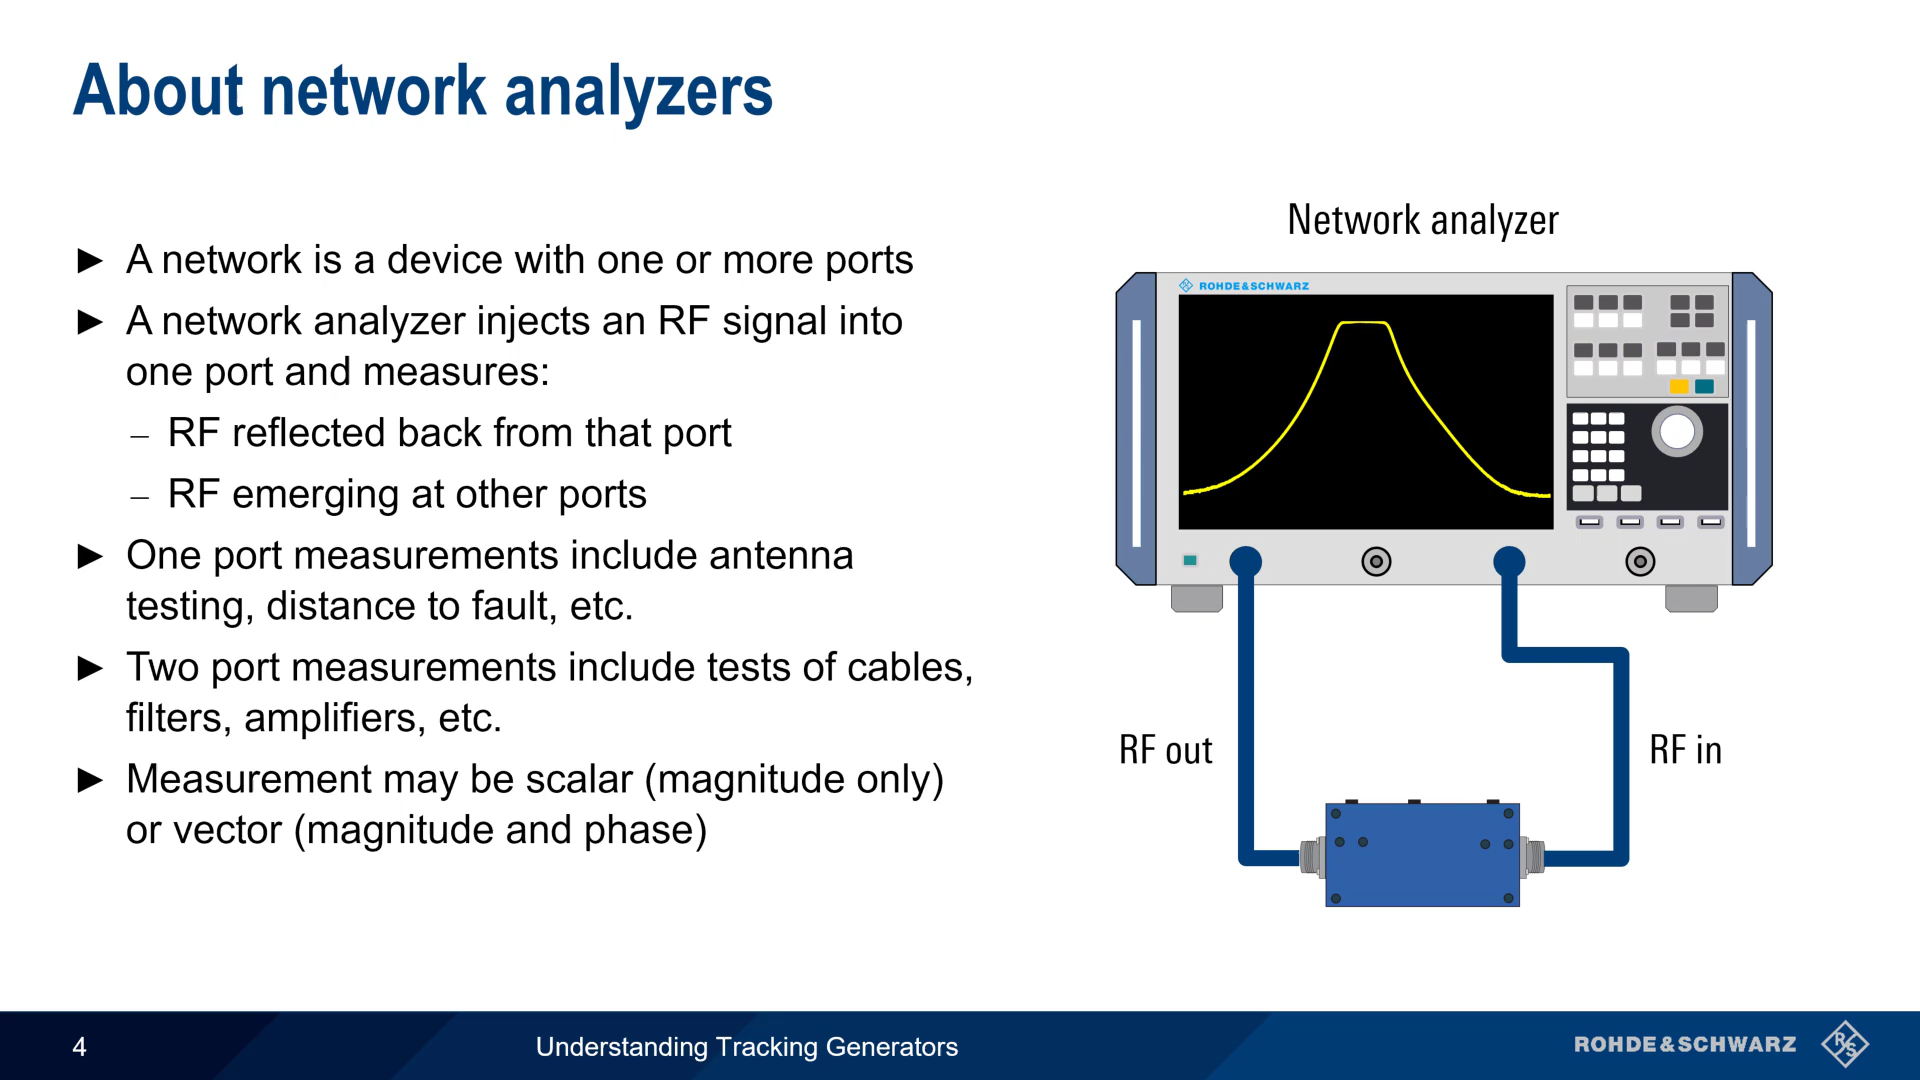 About network analyzers
► A network is a device with one or more ports
► A network analyzer injects an RF signal into
one port and measures:
– RF reflected back from that port
– RF emerging at other ports
► One port measurements include antenna
testing, distance to fault, etc.
► Two port measurements include tests of cables,
filters, amplifiers, etc.
► Measurement may be scalar (magnitude only)
or vector (magnitude and phase)
Network analyzer
ROHDE&SCHWARZ
RF out
RF in
4
Understanding Tracking Generators
ROHDE&SCHWARZ
R&S